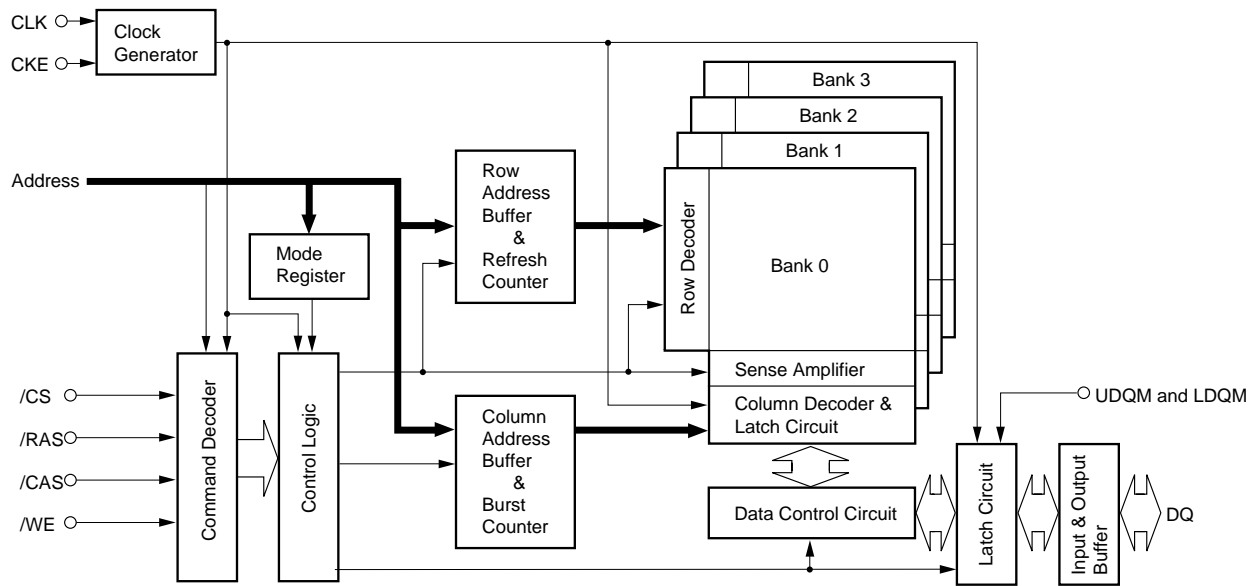 CLK
CKE
Clock
Generator
Bank 3
Bank 2
Bank 1
Address
Mode
Register
Row
Address
Buffer
&
Refresh
Counter
Row Decoder
Bank 0
Sense Amplifier
Column Decoder &
Latch Circuit
/CS
/RAS
/CAS
/WE
Command Decoder
Control Logic
Column
Address
Buffer
&
Burst
Counter
Data Control Circuit
UDQM and LDQM
Latch Circuit
Input & Output
Buffer
DQ